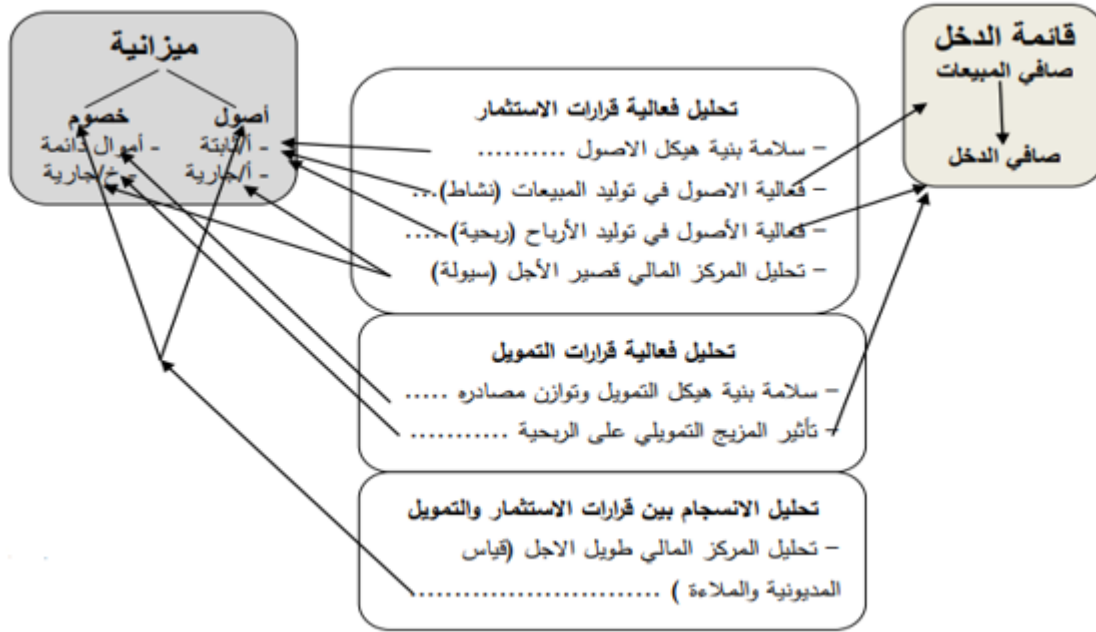 قائمة الدخل
صافي المبيعات
صافي الدخل
ميزانية
أصول
خصوم
- أ/ثابتة
- أموال دائمة
- أ/جارية
- خ/جارية
تحليل فعالية قرارات الاستثمار
- سلامة بنية هيكل الاصول ..........
- فعالية الاصول في توليد المبيعات (نشاط)...
- فعالية الأصول في توليد الأرباح (ربحية).....
- تحليل المركز المالي قصير الأجل (سيولة)
تحليل فعالية قرارات التمويل
- سلامة بنية هيكل التمويل وتوازن مصادره .....
- تأثير المزيج التمويلي على الربحية ...........
تحليل الانسجام بين قرارات الاستثمار والتمويل
- تحليل المركز المالي طويل الاجل (قياس
المديونية والملاءة ) ...........................